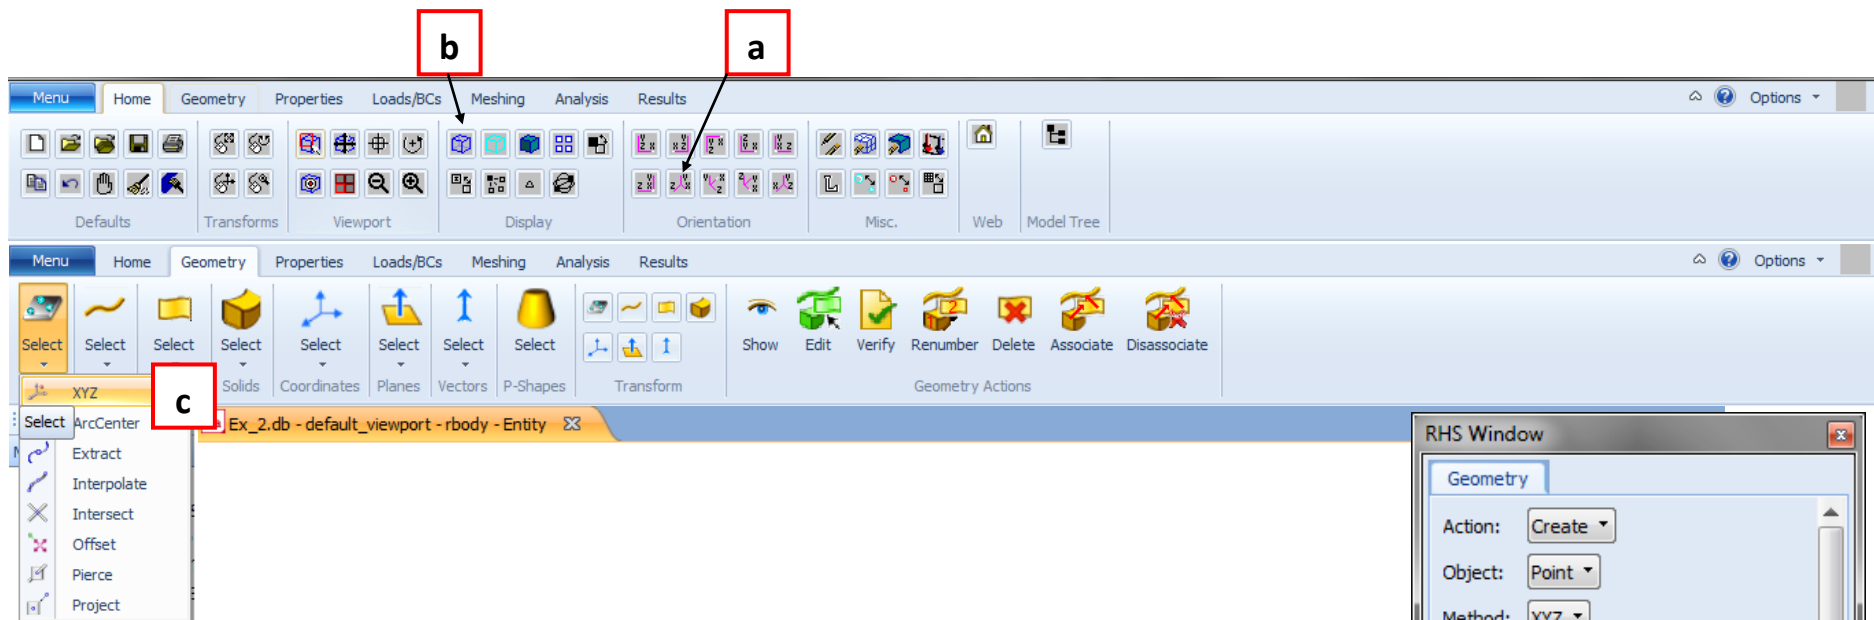 b a
Menu Home Geometry Properties Loads/BCs Meshing Analysis Results Options
Defaults Transforms Viewport Display Orientation Misc. Web Model Tree
Menu Home Geometry Properties Loads/BCs Meshing Analysis Results Options
Select Select Select Select Select Select Select Select Show Edit Verify Renumber Delete Associate Disassociate
Solids Coordinates Planes Vectors P-Shapes Transform Geometry Actions
XYZ
c
Select ArcCenter
Ex_2.db - default_viewport - rbody - Entity
Extract
Interpolate
Intersect
Offset
Pierce
Project
RHS Window
Geometry
Action: Create
Object: Point
Method: XYZ